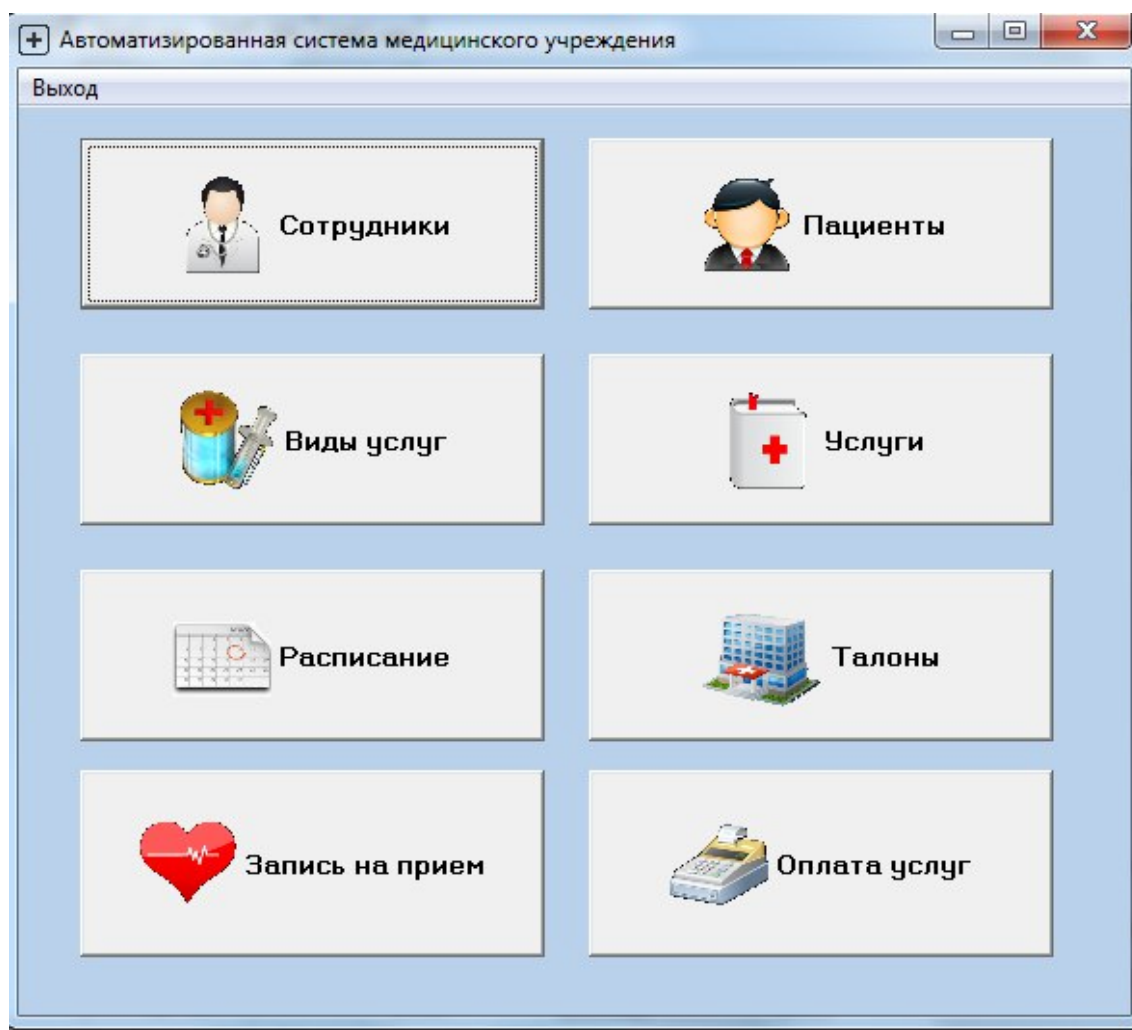 Автоматизированная система медицинского учреждения
Выход
Сотрудники
Пациенты
Виды услуг
Услуги
Расписание
Талоны
Запись на прием
Оплата услуг